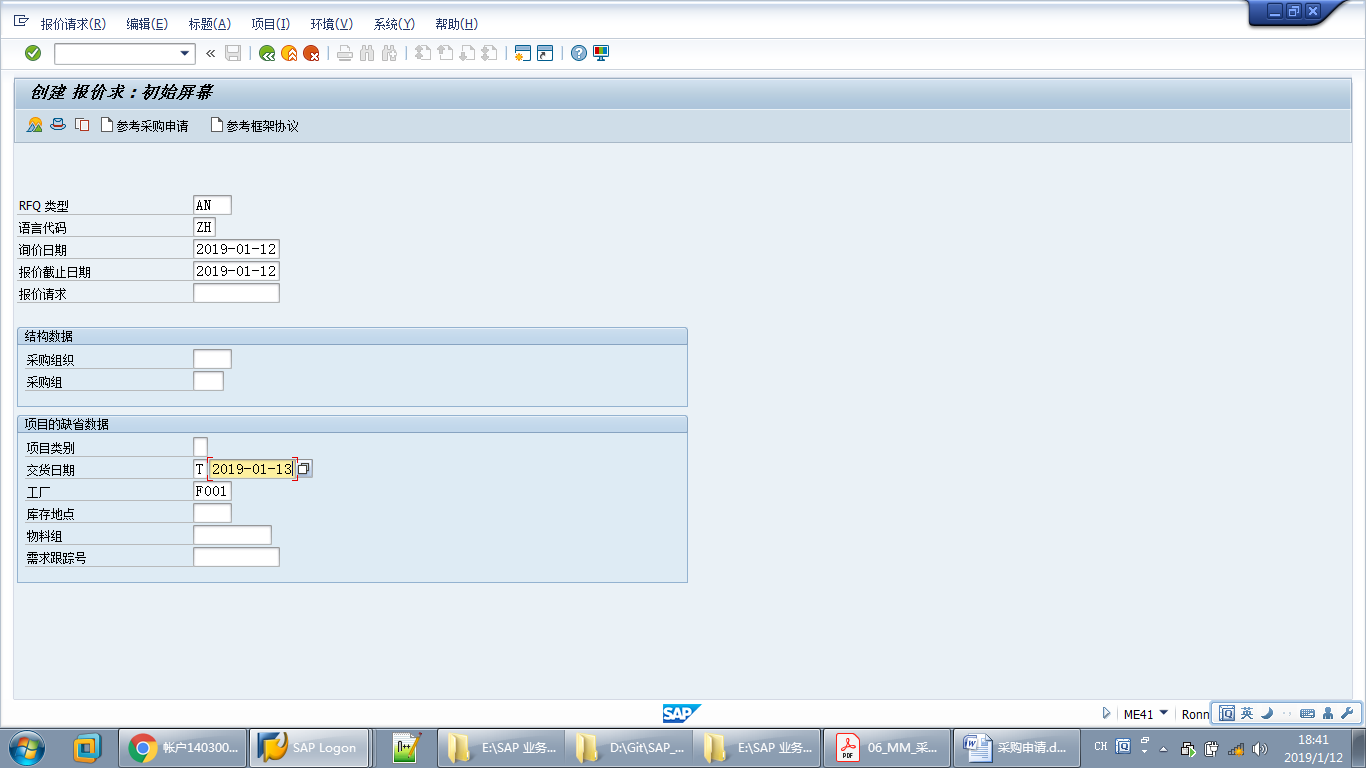 报价请求(R) 编辑(E) 标题(A) 项目(I) 环境(V) 系统(Y) 帮助(H)
创建 报价求：初始屏幕
参考采购申请 参考框架协议
RFQ 类型 AN
语言代码 ZH
询价日期 2019-01-12
报价截止日期 2019-01-12
报价请求
结构数据
采购组织
采购组
项目的缺省数据
项目类别
交货日期 T 2019-01-13
工厂 F001
库存地点
物料组
需求跟踪号
SAP ME41 Ronn 英
帐户140300... SAP Logon E:\SAP 业务... D:\Git\SAP_... E:\SAP 业务... 06_MM_采... 采购申请.d... CH 18:41
2019/1/12